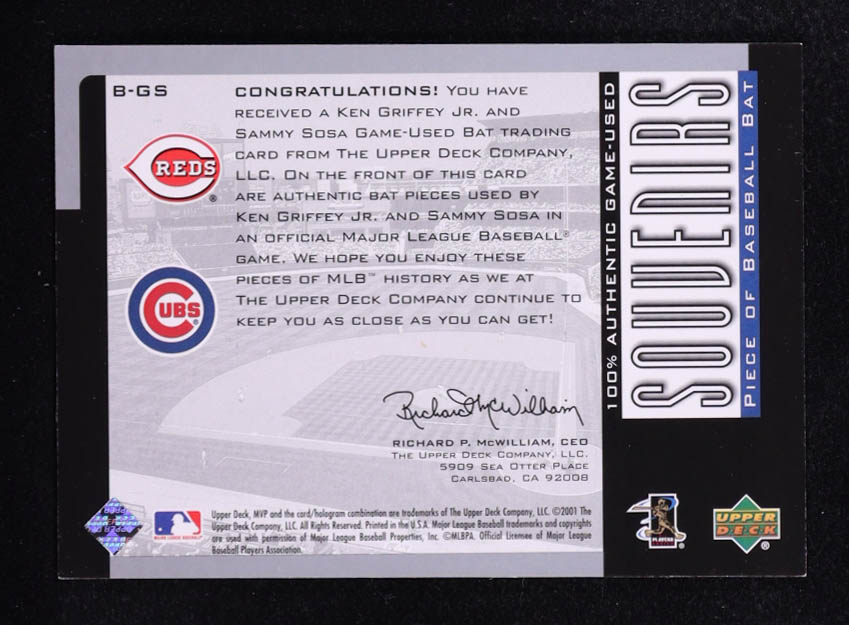 B-GS
CONGRATULATIONS! YOU HAVE
RECEIVED A KEN GRIFFEY JR. AND
SAMMY SOSA GAME-USED BAT TRADING
CARD FROM THE UPPER DECK COMPANY,
LLC. ON THE FRONT OF THIS CARD
ARE AUTHENTIC BAT PIECES USED BY
KEN GRIFFEY JR. AND SAMMY SOSA IN
AN OFFICIAL MAJOR LEAGUE BASEBALL®
GAME. WE HOPE YOU ENJOY THESE
PIECES OF MLB™ HISTORY AS WE AT
THE UPPER DECK COMPANY CONTINUE TO
KEEP YOU AS CLOSE AS YOU CAN GET!
REDS
®
CUBS
®
Richard McWilliam
RICHARD P. MCWILLIAM, CEO
THE UPPER DECK COMPANY, LLC.
5909 SEA OTTER PLACE
CARLSBAD, CA 92008
100% AUTHENTIC GAME-USED
SOUVENIRS
PIECE OF BASEBALL BAT
MAJOR LEAGUE BASEBALL
Upper Deck, MVP and the card/hologram combination are trademarks of The Upper Deck Company, LLC. ©2001 The
Upper Deck Company, LLC. All Rights Reserved. Printed in the U.S.A. Major League Baseball trademarks and copyrights
are used with permission of Major League Baseball Properties, Inc. ©MLBPA. Official Licensee of Major League
Baseball Players Association.
PLAYERS
UPPER
DECK
®